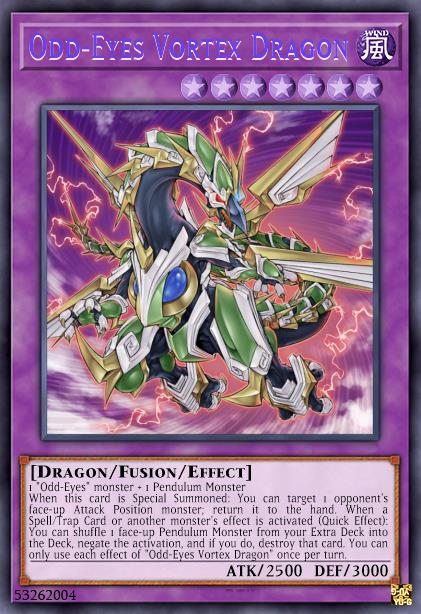 ODD-EYES VORTEX DRAGON
WIND
風
[DRAGON/FUSION/EFFECT]
1 "Odd-Eyes" monster + 1 Pendulum Monster
When this card is Special Summoned: You can target 1 opponent's
face-up Attack Position monster; return it to the hand. When a
Spell/Trap Card or another monster's effect is activated (Quick Effect):
You can shuffle 1 face-up Pendulum Monster from your Extra Deck into
the Deck, negate the activation, and if you do, destroy that card. You can
only use each effect of "Odd-Eyes Vortex Dragon" once per turn.
ATK/2500 DEF/3000
53262004